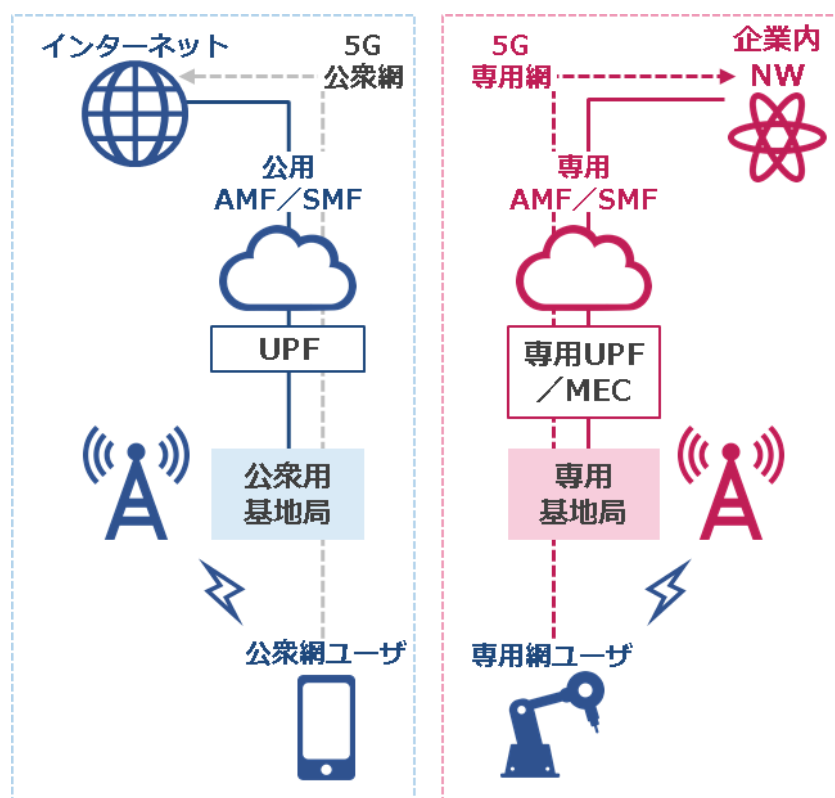 インターネット
5G
公衆網
公用
AMF／SMF
UPF
公衆用
基地局
公衆網ユーザ
5G
専用網
企業内
NW
専用
AMF／SMF
専用UPF
／MEC
専用
基地局
専用網ユーザ